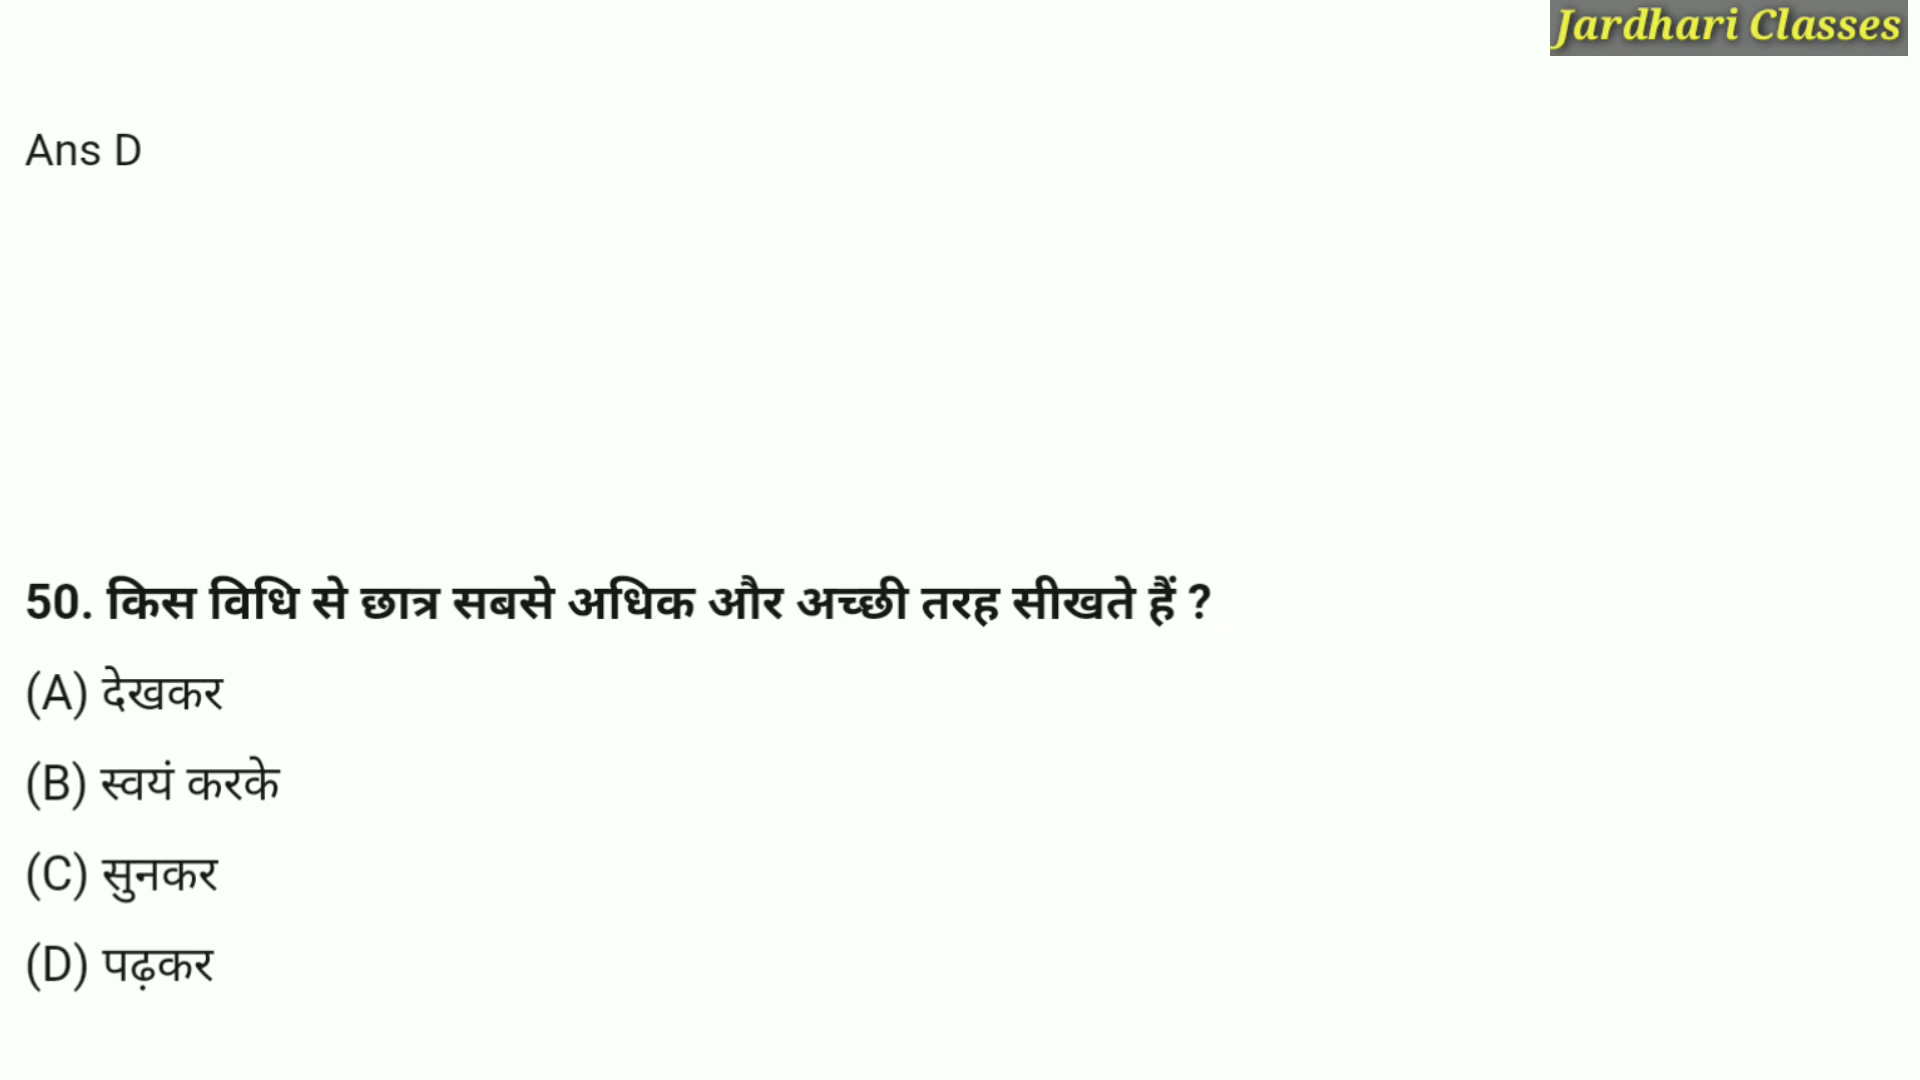 Jardhari Classes
Ans D
50. किस विधि से छात्र सबसे अधिक और अच्छी तरह सीखते हैं ?
(A) देखकर
(B) स्वयं करके
(C) सुनकर
(D) पढ़कर